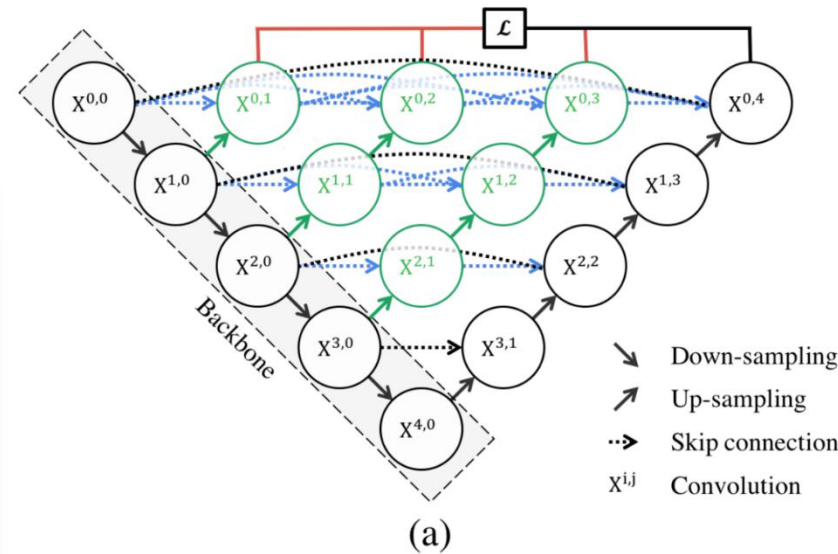 ℒ
X^{0,0}
X^{0,1}
X^{0,2}
X^{0,3}
X^{0,4}
X^{1,0}
X^{1,1}
X^{1,2}
X^{1,3}
X^{2,0}
X^{2,1}
X^{2,2}
X^{3,0}
X^{3,1}
X^{4,0}
Backbone
Down-sampling
Up-sampling
Skip connection
X^{i,j} Convolution
(a)